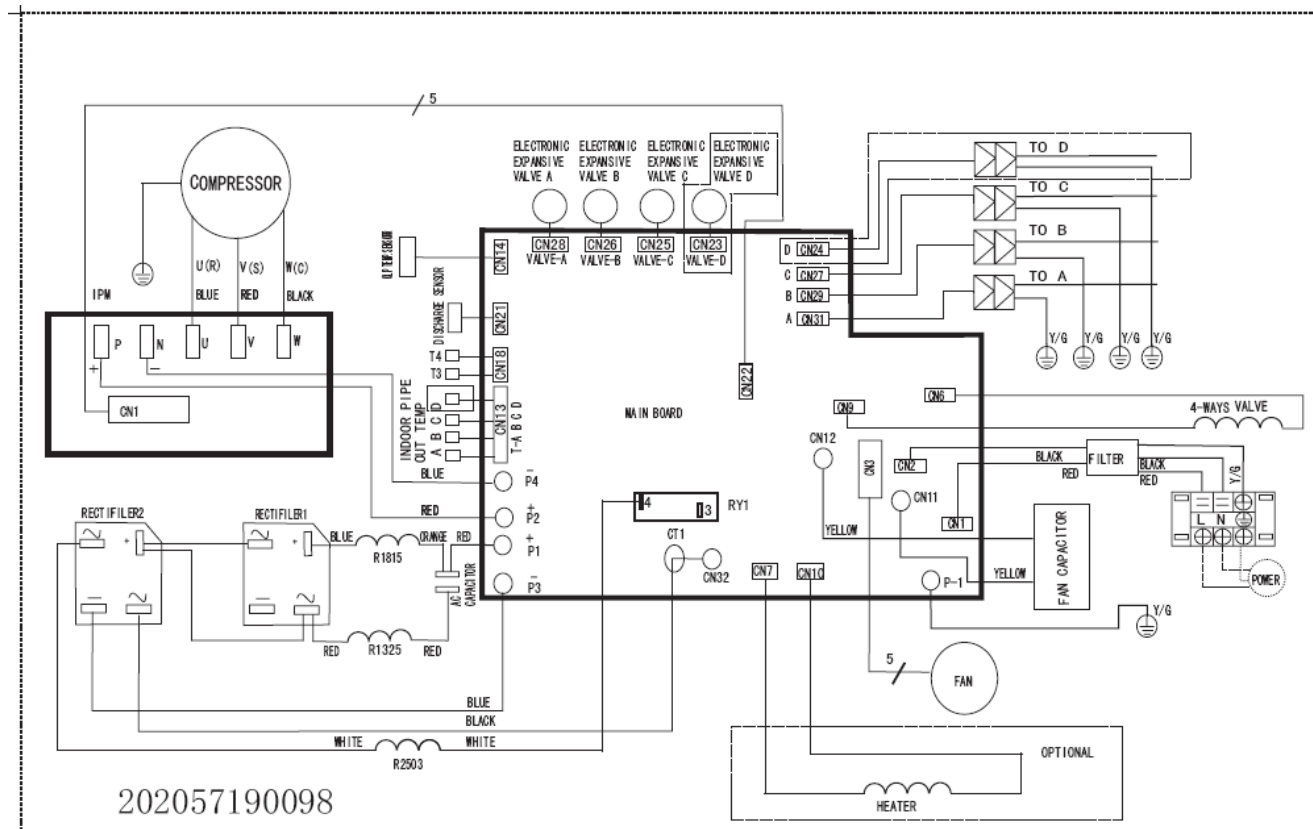 5
ELECTRONIC EXPANSIVE VALVE A
ELECTRONIC EXPANSIVE VALVE B
ELECTRONIC EXPANSIVE VALVE C
ELECTRONIC EXPANSIVE VALVE D
COMPRESSOR
TO D
TO C
TO B
TO A
U(R)
V(S)
W(C)
BLUE
RED
BLACK
IPM
P
N
U
V
W
+
−
CN1
CN14
DISCHARGE SENSOR
CN21
T4
T3
CN18
INDOOR PIPE
OUT TEMP
A B C D
CN13
T-A B C D
CN28
CN26
CN25
CN23
VALVE-A
VALVE-B
VALVE-C
VALVE-D
D CN24
C CN27
B CN29
A CN31
Y/G
Y/G
Y/G
Y/G
CN22
MAIN BOARD
CN6
CN9
4-WAYS VALVE
CN12
CN3
CN2
BLACK
RED
FILTER
BLACK
RED
Y/G
CN11
CN1
L N
POWER
YELLOW
YELLOW
FAN CAPACITOR
P-1
Y/G
BLUE
− P4
RED
+ P2
+ P1
− P3
4
3
RY1
CT1
CN32
CN7
CN10
RECTIFILER2
RECTIFILER1
+
+
BLUE
R1815
ORANGE
RED
AC CAPACITOR
RED
R1325
RED
BLUE
BLACK
WHITE
R2503
WHITE
5
FAN
OPTIONAL
HEATER
202057190098